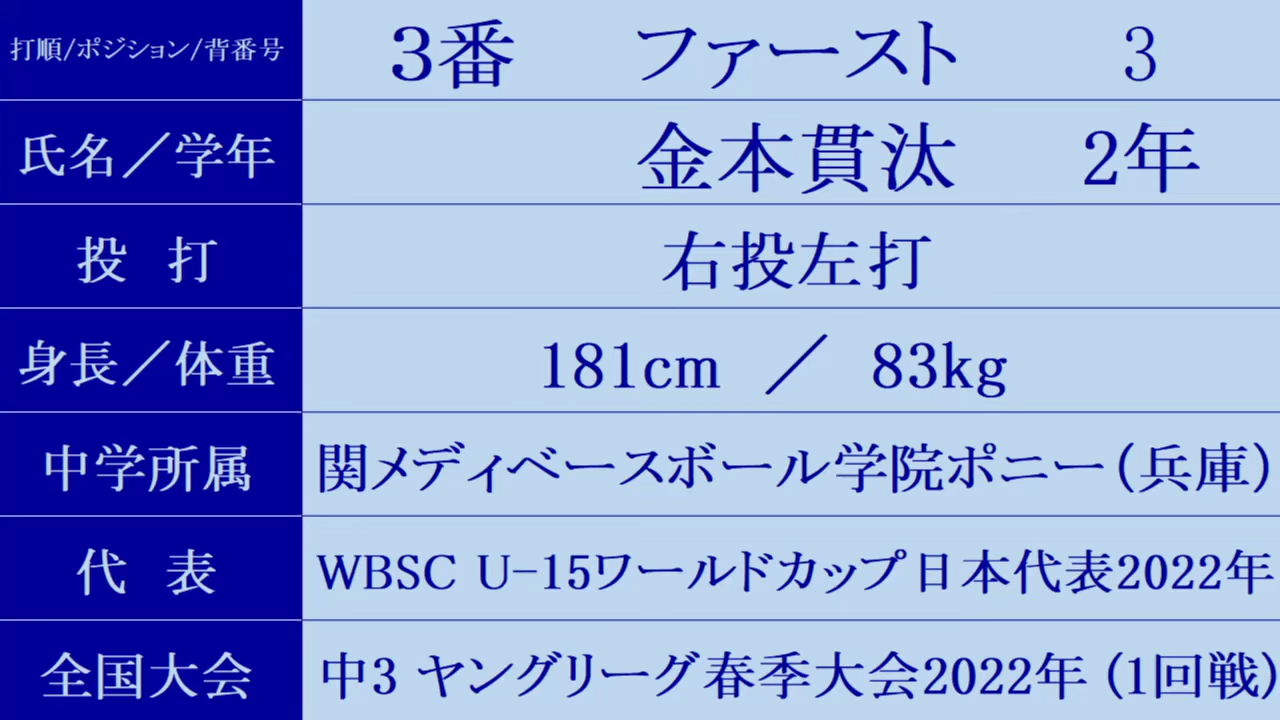 打順/ポジション/背番号 3番 ファースト 3
氏名／学年 金本貫汰 2年
投 打 右投左打
身長／体重 181cm ／ 83kg
中学所属 関メディベースボール学院ポニー（兵庫）
代 表 WBSC U-15ワールドカップ日本代表2022年
全国大会 中3 ヤングリーグ春季大会2022年 (1回戦)